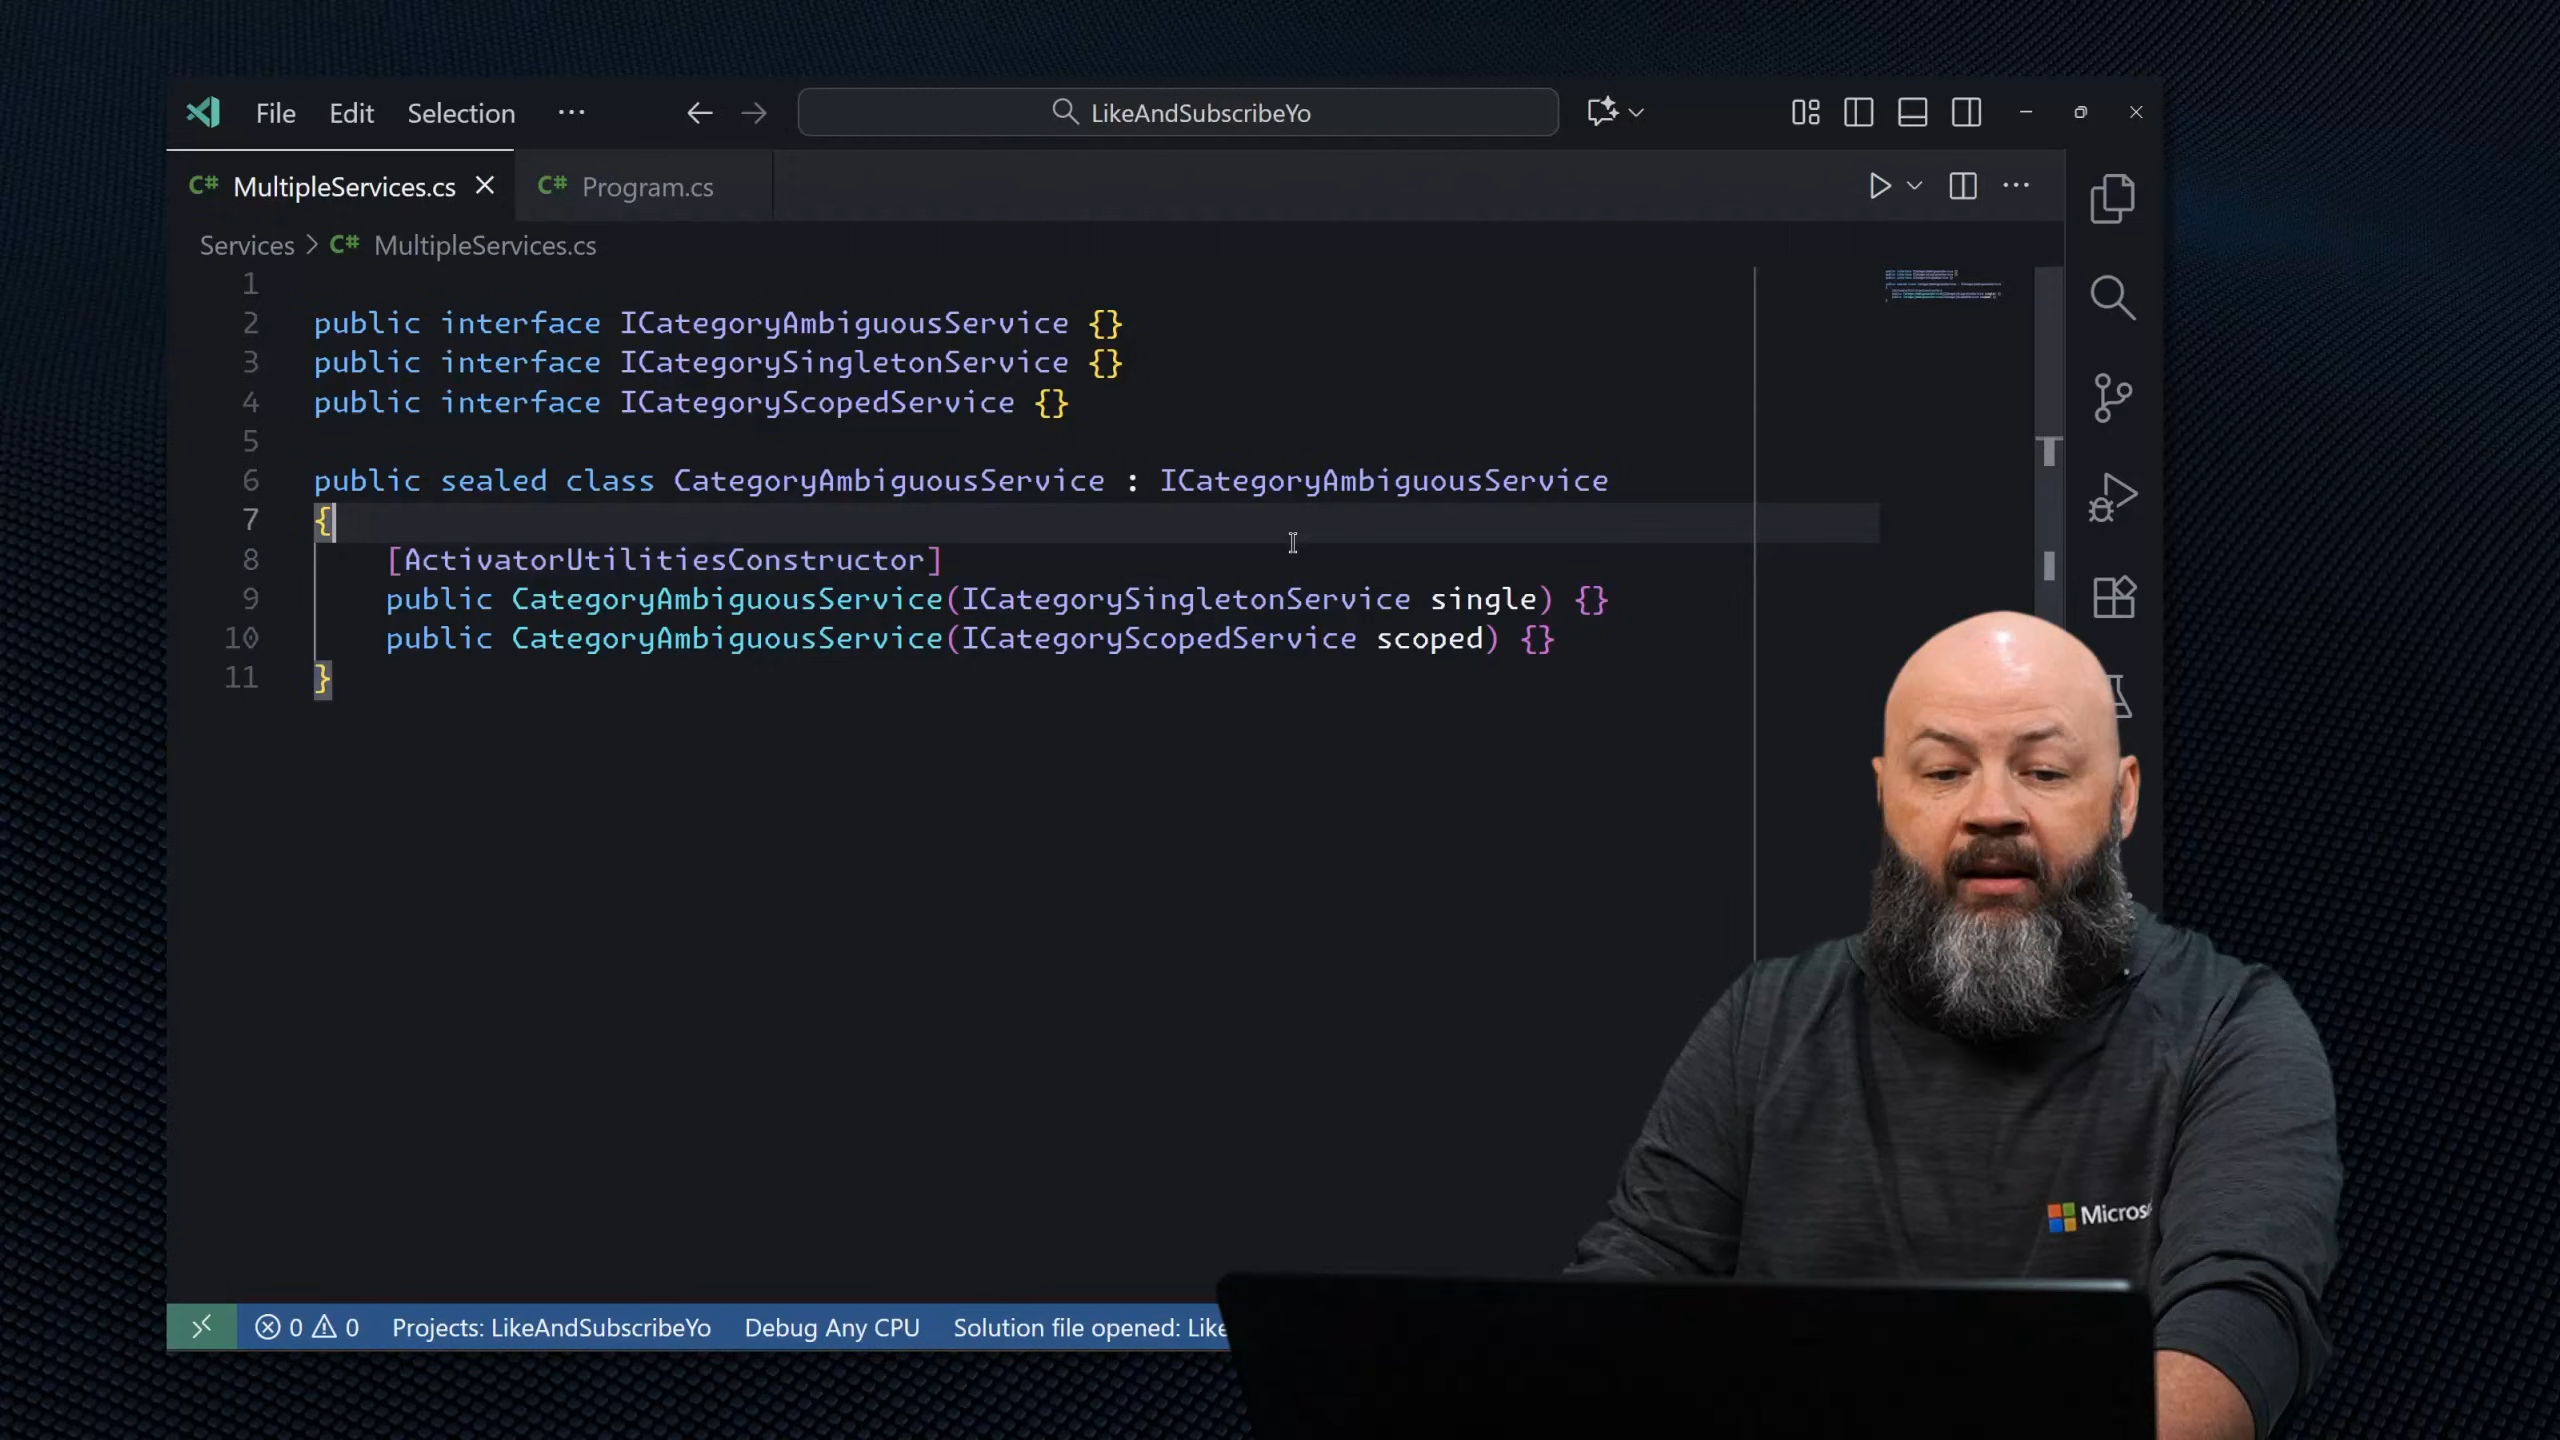 File Edit Selection ··· LikeAndSubscribeYo
C# MultipleServices.cs C# Program.cs
Services > C# MultipleServices.cs
1
2 public interface ICategoryAmbiguousService {}
3 public interface ICategorySingletonService {}
4 public interface ICategoryScopedService {}
5
6 public sealed class CategoryAmbiguousService : ICategoryAmbiguousService
7 {
8 [ActivatorUtilitiesConstructor]
9 public CategoryAmbiguousService(ICategorySingletonService single) {}
10 public CategoryAmbiguousService(ICategoryScopedService scoped) {}
11 }
0 0 Projects: LikeAndSubscribeYo Debug Any CPU Solution file opened: Like